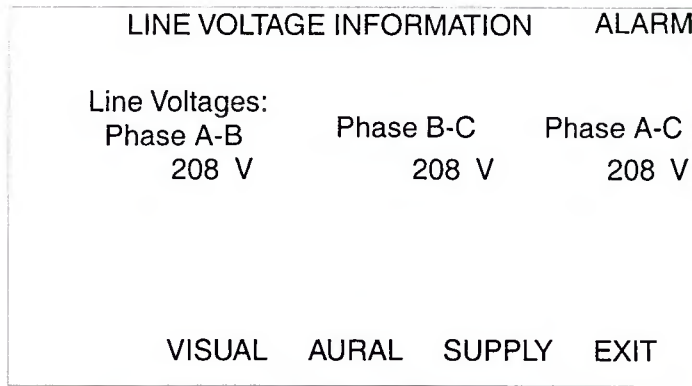 LINE VOLTAGE INFORMATION ALARM
Line Voltages:
Phase A-B Phase B-C Phase A-C
208 V 208 V 208 V
VISUAL AURAL SUPPLY EXIT